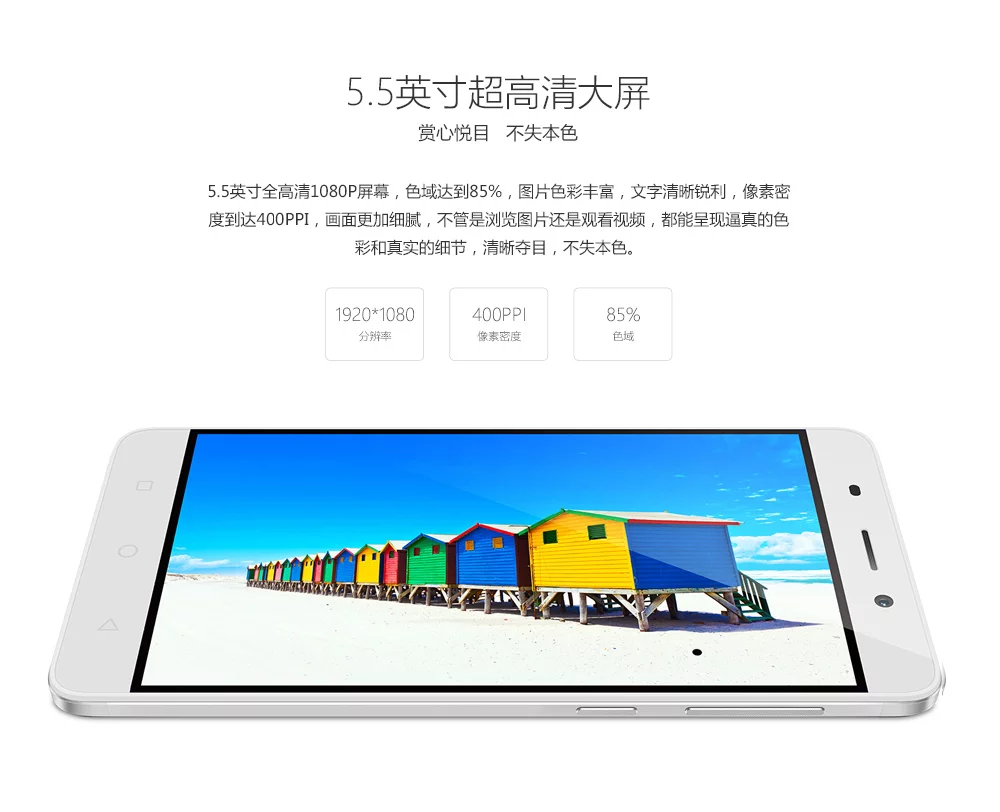 5.5英寸超高清大屏
赏心悦目 不失本色
5.5英寸全高清1080P屏幕，色域达到85%，图片色彩丰富，文字清晰锐利，像素密
度到达400PPI，画面更加细腻，不管是浏览图片还是观看视频，都能呈现逼真的色
彩和真实的细节，清晰夺目，不失本色。
1920*1080
分辨率
400PPI
像素密度
85%
色域